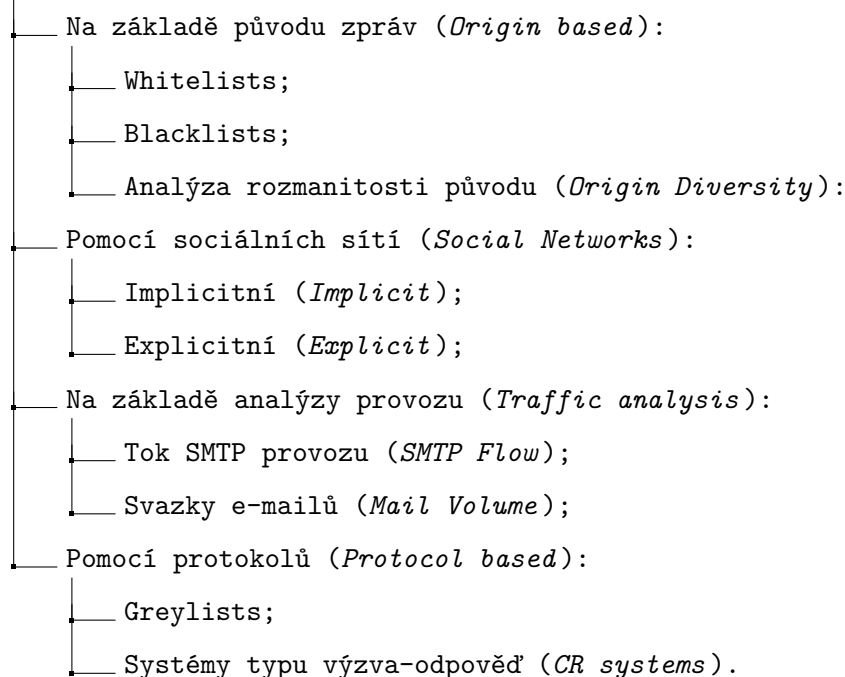 Na základě původu zpráv (Origin based):
Whitelists;
Blacklists;
Analýza rozmanitosti původu (Origin Diversity):
Pomocí sociálních sítí (Social Networks):
Implicitní (Implicit);
Explicitní (Explicit);
Na základě analýzy provozu (Traffic analysis):
Tok SMTP provozu (SMTP Flow);
Svazky e-mailů (Mail Volume);
Pomocí protokolů (Protocol based):
Greylists;
Systémy typu výzva-odpověď (CR systems).